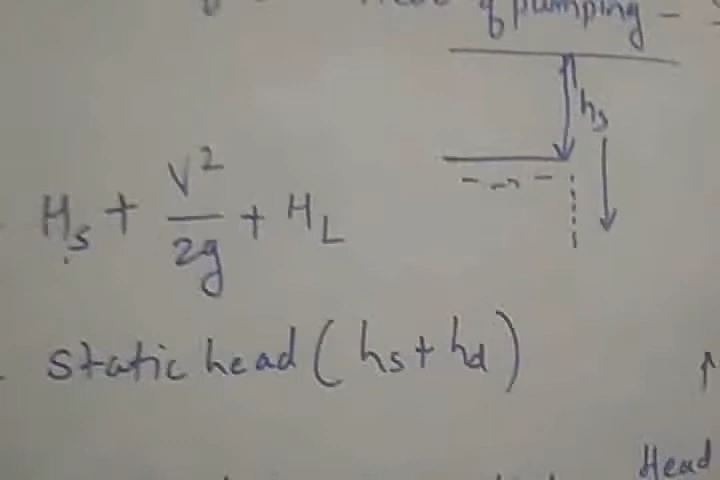 of pumping -
hs
Hs + V²/2g + HL
Static head (hs + hd)
Head